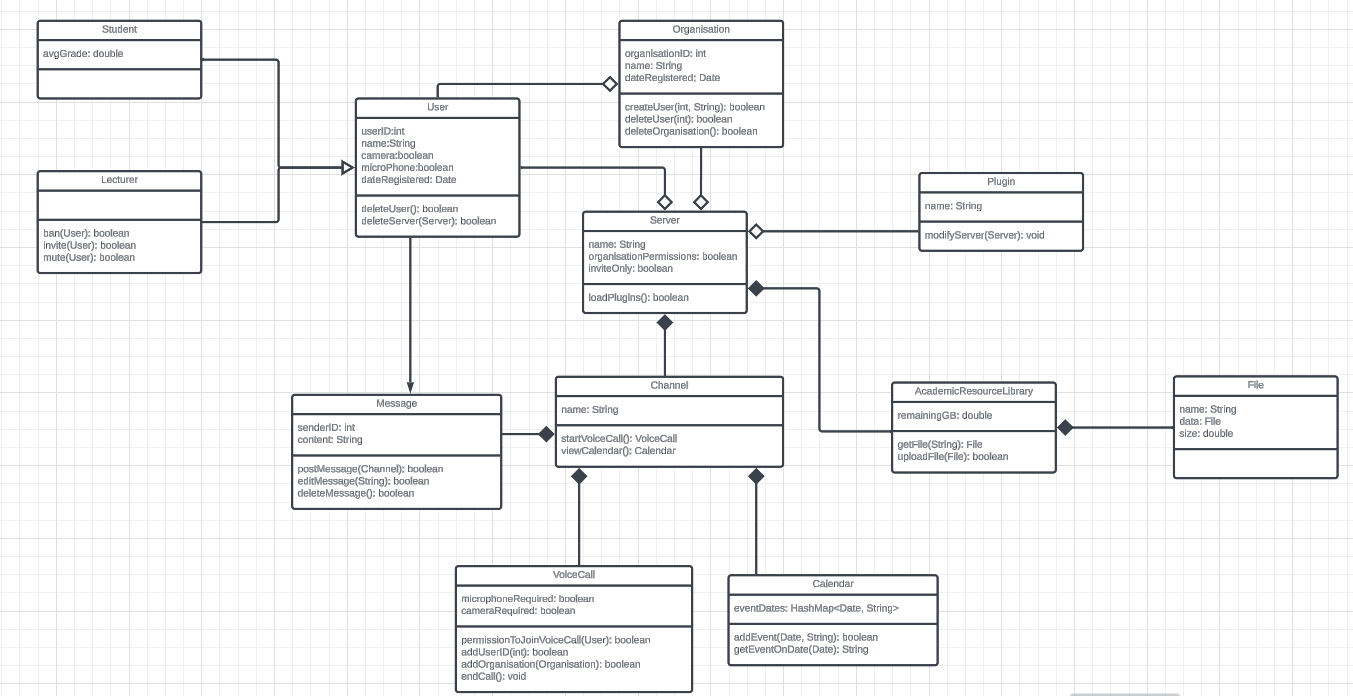 Student
avgGrade: double
Organisation
organisationID: int
name: String
dateRegistered; Date
createUser(int, String): boolean
deleteUser(int): boolean
deleteOrganisation(): boolean
User
userID:int
name:String
camera:boolean
microPhone:boolean
dateRegistered: Date
deleteUser(): boolean
deleteServer(Server): boolean
Lecturer
ban(User): boolean
invite(User): boolean
mute(User): boolean
Plugin
name: String
modifyServer(Server): void
Server
name: String
organisationPermissions: boolean
inviteOnly: boolean
loadPlugins(): boolean
Message
senderID: int
content: String
postMessage(Channel): boolean
editMessage(String): boolean
deleteMessage(): boolean
Channel
name: String
startVoiceCall(): VoiceCall
viewCalendar(): Calendar
AcademicResourceLibrary
remainingGB: double
getFile(String): File
uploadFile(File): boolean
File
name: String
data: File
size: double
VoiceCall
microphoneRequired: boolean
cameraRequired: boolean
permissionToJoinVoiceCall(User): boolean
addUserID(int): boolean
addOrganisation(Organisation): boolean
endCall(): void
Calendar
eventDates: HashMap<Date, String>
addEvent(Date, String): boolean
getEventOnDate(Date): String